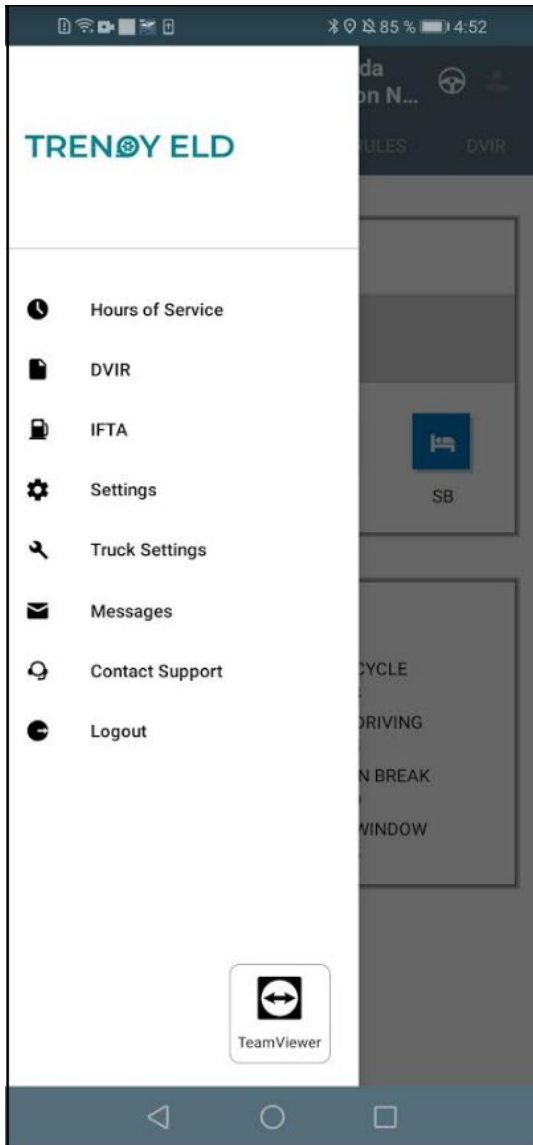 85 % 4:52
da
on N...
TRENDY ELD
RULES DVIR
Hours of Service
DVIR
IFTA
Settings
SB
Truck Settings
Messages
Contact Support
CYCLE
Logout
DRIVING
N BREAK
WINDOW
TeamViewer